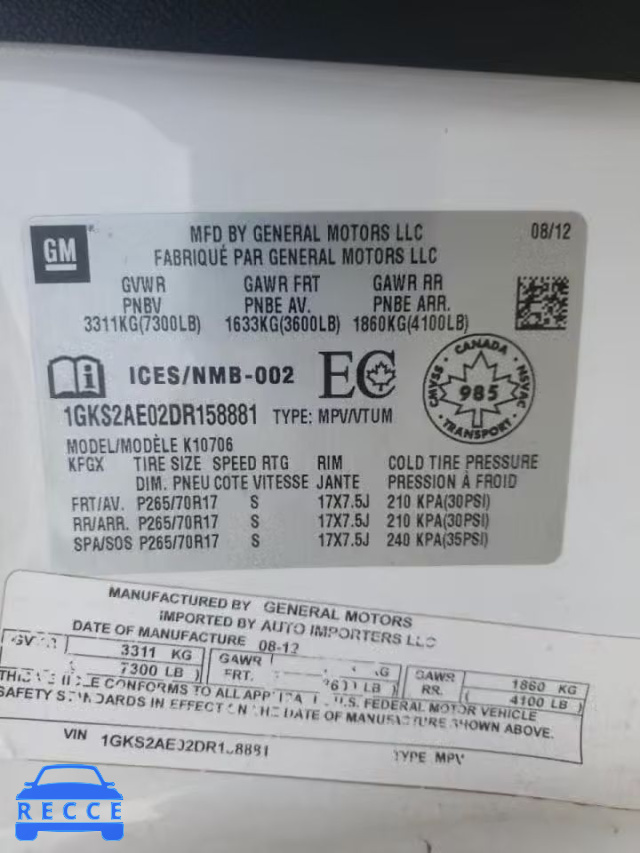 GM
MFD BY GENERAL MOTORS LLC 08/12
FABRIQUÉ PAR GENERAL MOTORS LLC
GVWR GAWR FRT GAWR RR
PNBV PNBE AV. PNBE ARR.
3311KG(7300LB) 1633KG(3600LB) 1860KG(4100LB)
ICES/NMB-002 EC
CANADA CMVSS 985 NSVAC TRANSPORT
1GKS2AE02DR158881 TYPE: MPV/VTUM
MODEL/MODÈLE K10706
KFGX TIRE SIZE SPEED RTG RIM COLD TIRE PRESSURE
DIM. PNEU COTE VITESSE JANTE PRESSION À FROID
FRT/AV. P265/70R17 S 17X7.5J 210 KPA(30PSI)
RR/ARR. P265/70R17 S 17X7.5J 210 KPA(30PSI)
SPA/SOS P265/70R17 S 17X7.5J 240 KPA(35PSI)
MANUFACTURED BY GENERAL MOTORS
IMPORTED BY AUTO IMPORTERS LLC
DATE OF MANUFACTURE 08-12
3311 KG GAWR KG GAWR 1860 KG
7300 LB FRT. LB RR. 4100 LB
CONFORMS TO ALL U.S. FEDERAL MOTOR VEHICLE
SAFETY IN EFFECT DATE OF MANUFACTURE SHOWN ABOVE.
VIN TYPE MPV
RECCE